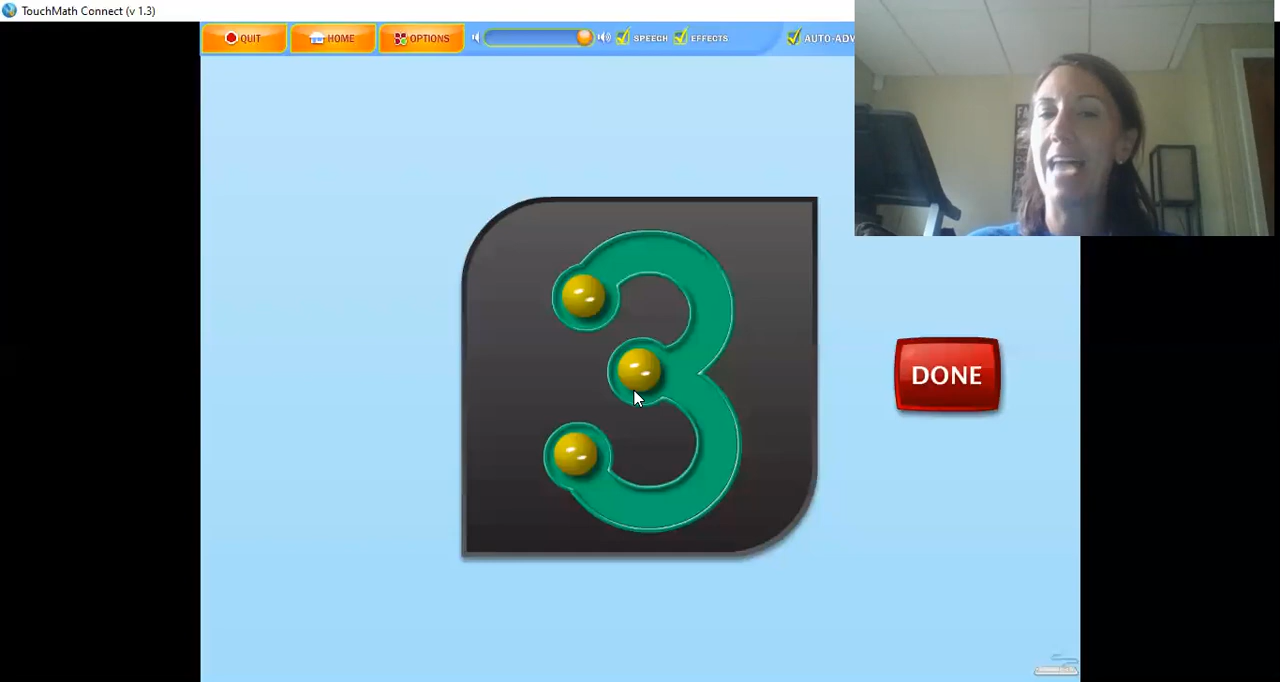 TouchMath Connect (v 1.3)
QUIT HOME OPTIONS SPEECH EFFECTS AUTO-ADV
3
DONE